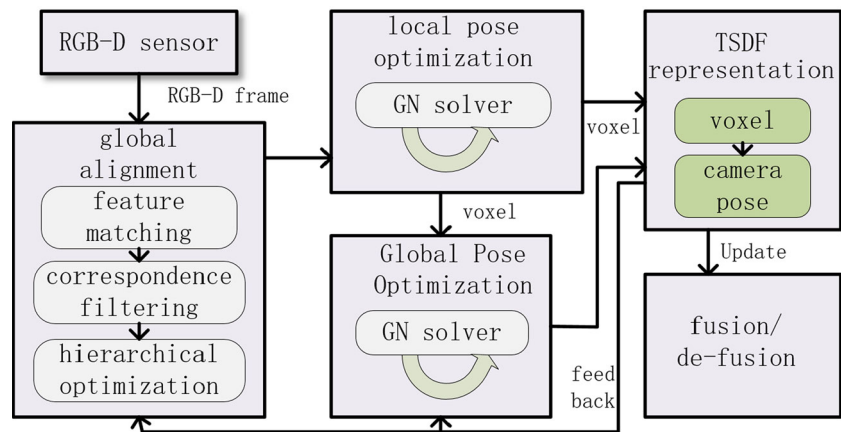 RGB-D sensor
RGB-D frame
global
alignment
feature
matching
correspondence
filtering
hierarchical
optimization
local pose
optimization
GN solver
voxel
voxel
Global Pose
Optimization
GN solver
feed
back
TSDF
representation
voxel
camera
pose
Update
fusion/
de-fusion